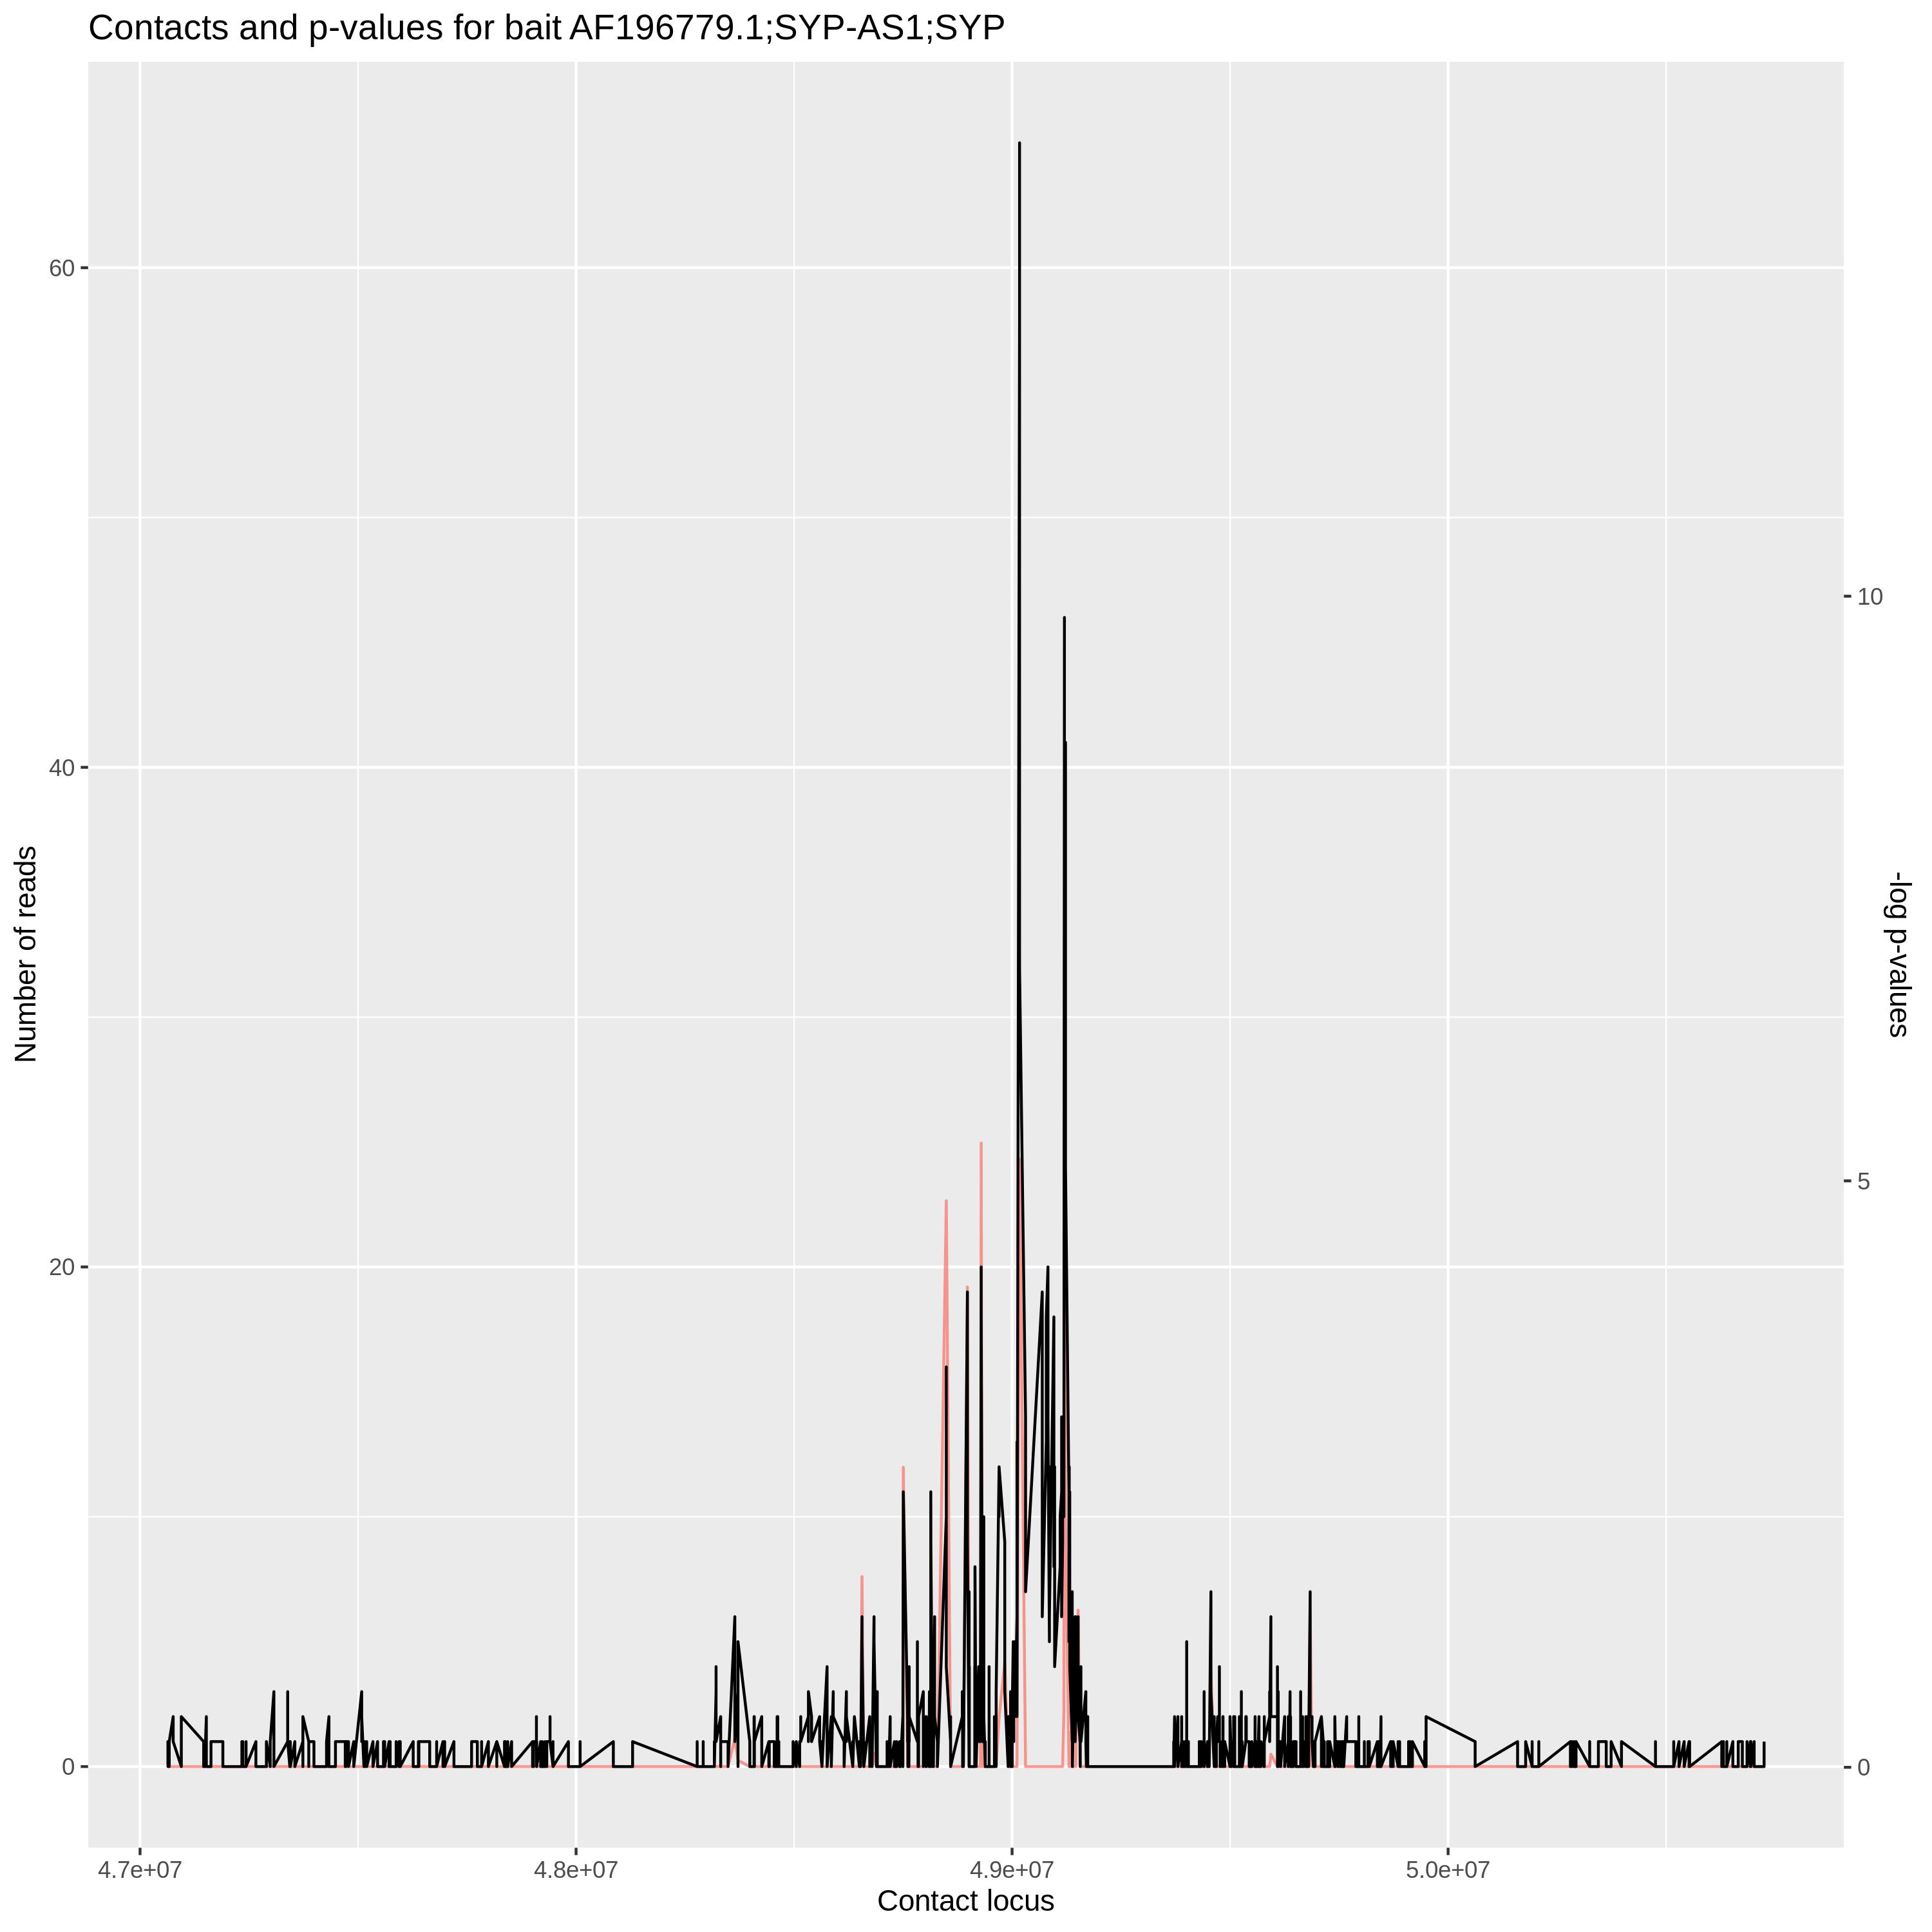 Contacts and p-values for bait AF196779.1;SYP-AS1;SYP
60
40
20
0
Number of reads
10
5
0
-log p-values
4.7e+07
4.8e+07
4.9e+07
5.0e+07
Contact locus